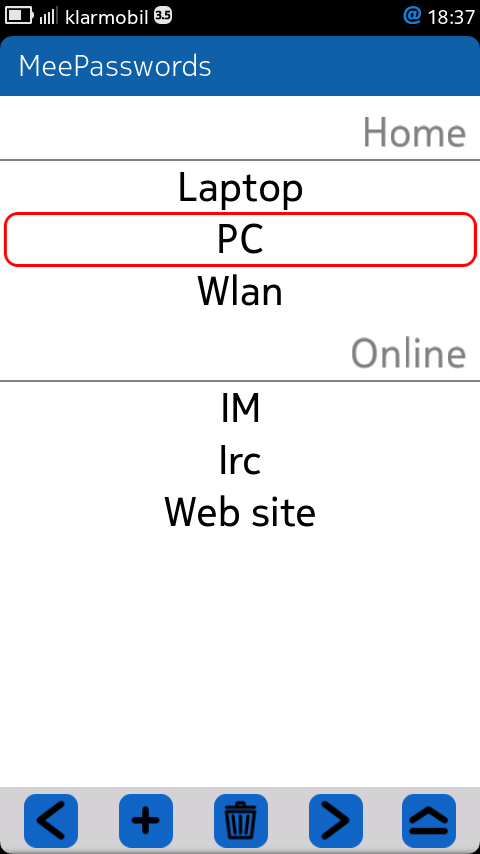 klarmobil 3.5 @ 18:37
MeePasswords
Home
Laptop
PC
Wlan
Online
IM
Irc
Web site